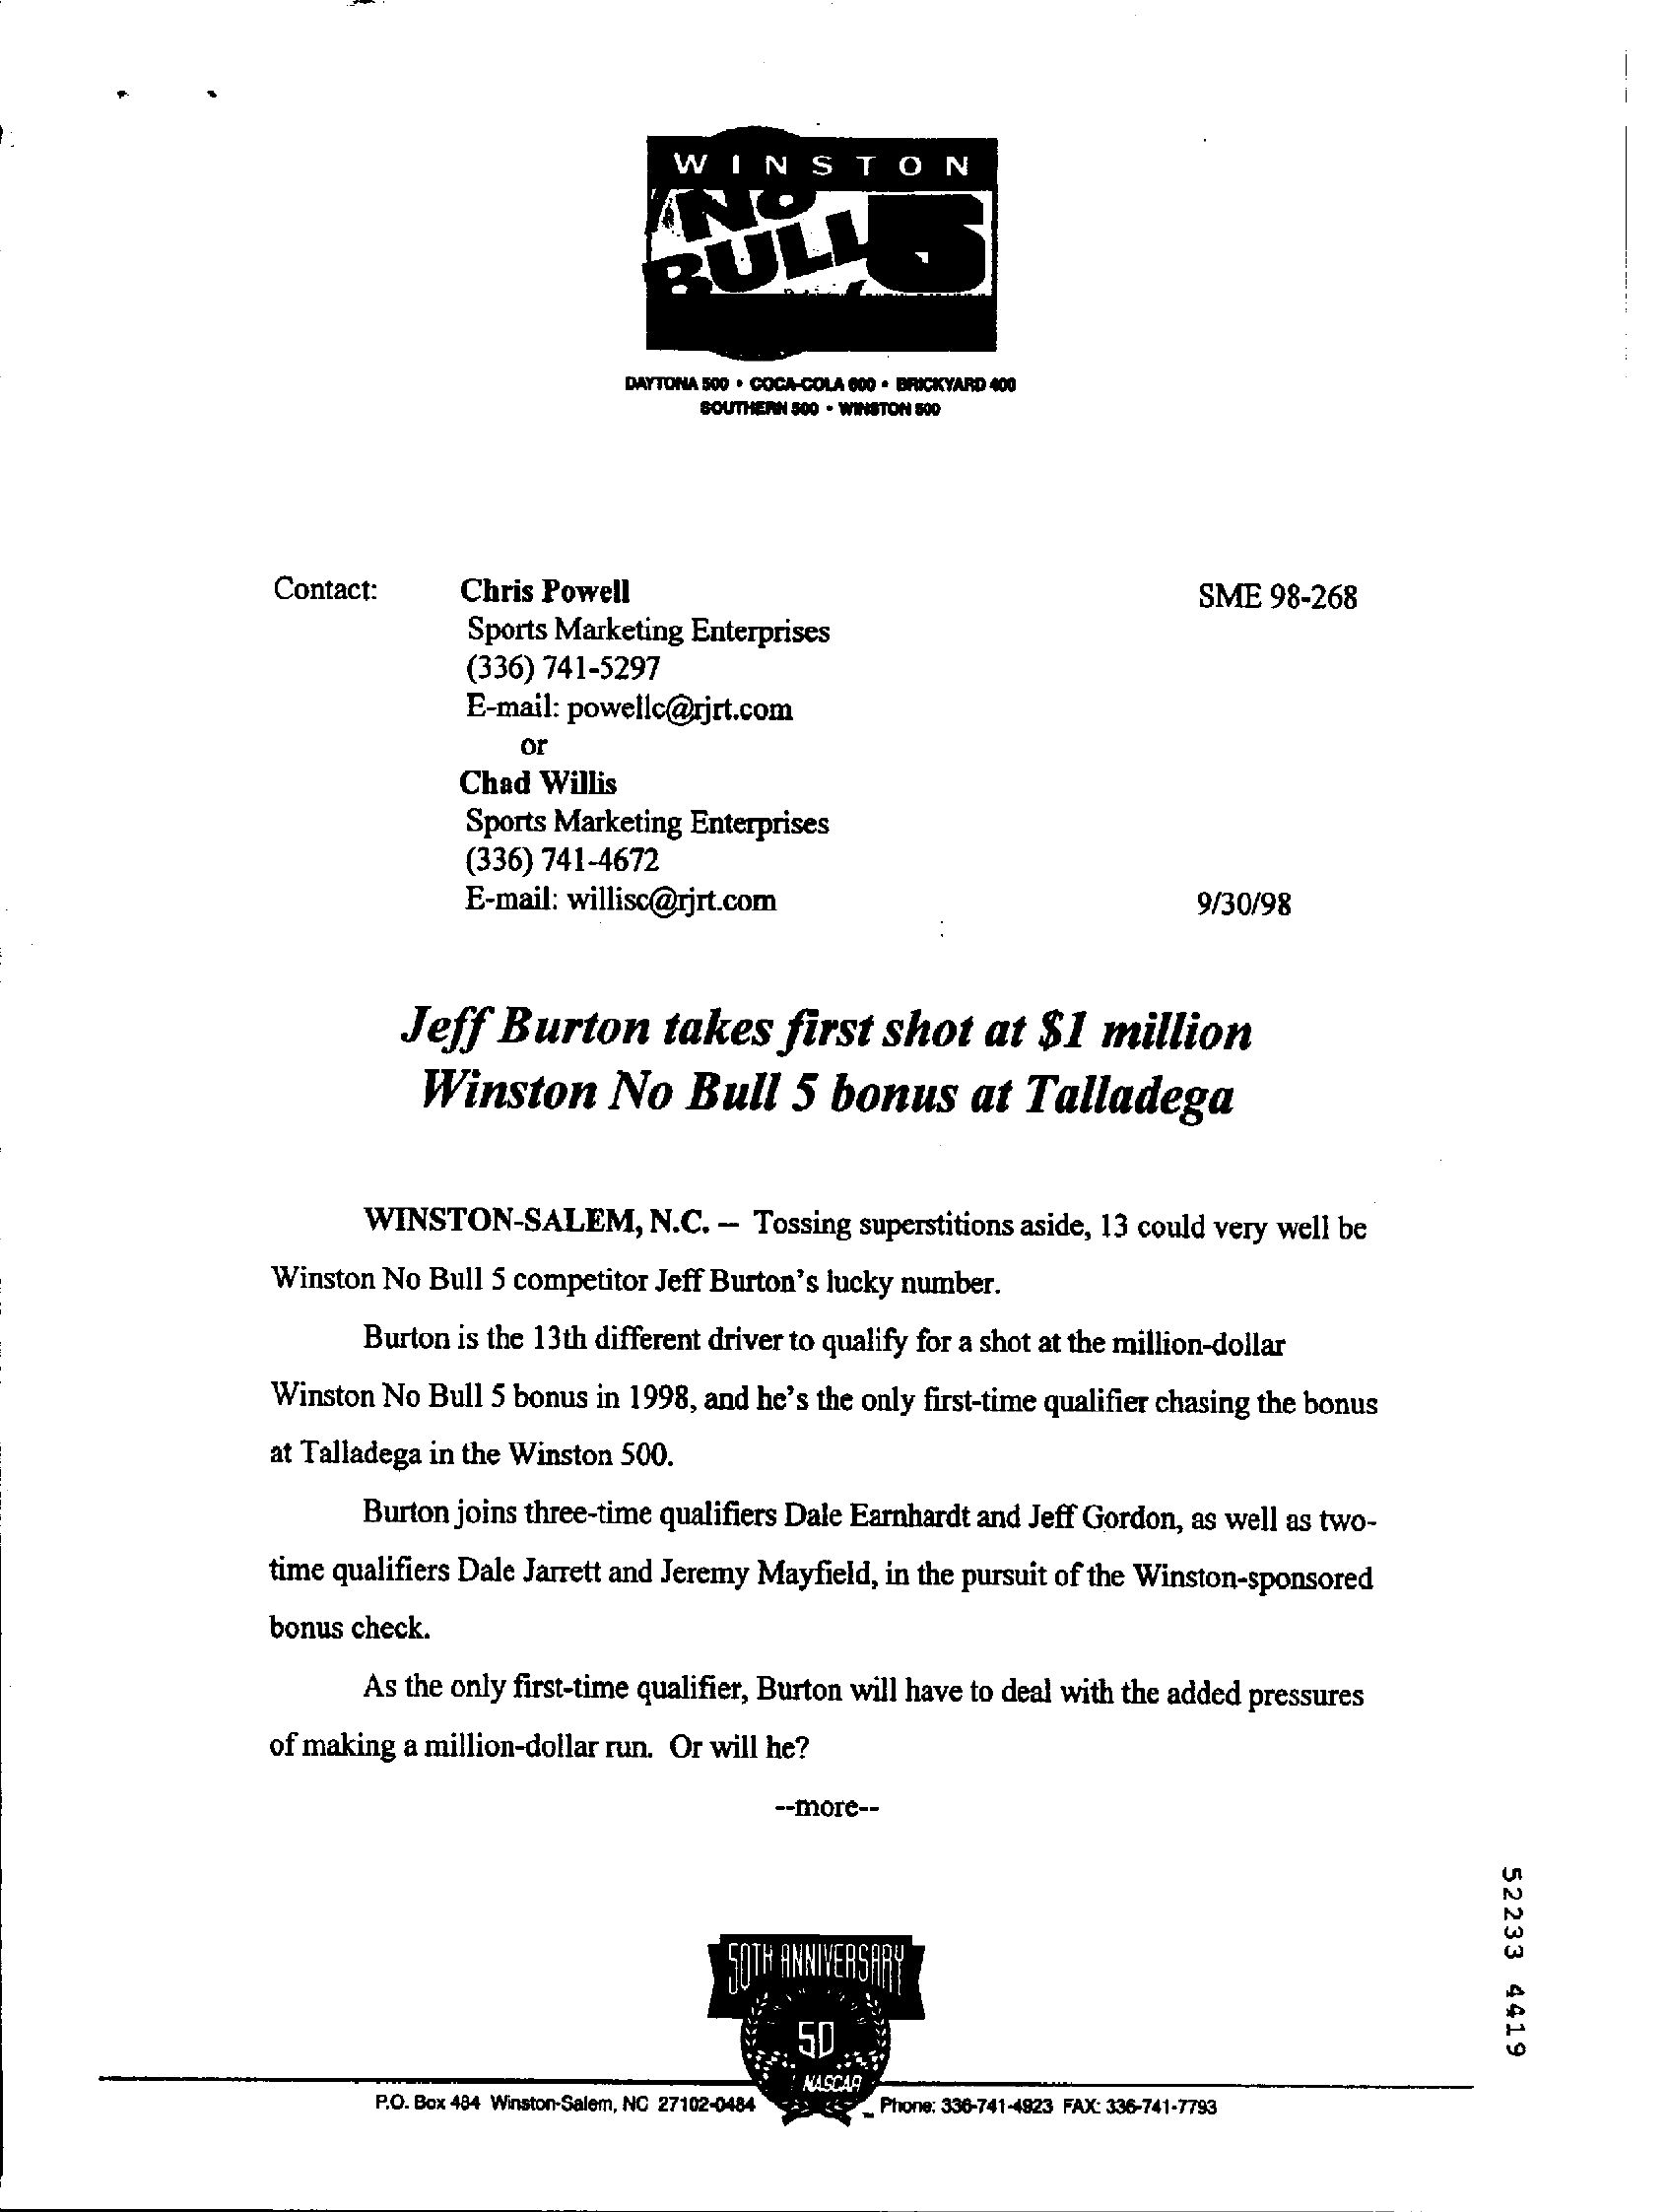 WINSTON
NO
BULL 5
DAYTONA 500 • COCA-COLA 600 • BRICKYARD 400
SOUTHERN 500 • WINSTON 500
Contact: Chris Powell SME 98-268
Sports Marketing Enterprises
(336) 741-5297
E-mail: powellc@rjrt.com
or
Chad Willis
Sports Marketing Enterprises
(336) 741-4672
E-mail: willisc@rjrt.com 9/30/98
Jeff Burton takes first shot at $1 million
Winston No Bull 5 bonus at Talladega
WINSTON-SALEM, N.C. – Tossing superstitions aside, 13 could very well be
Winston No Bull 5 competitor Jeff Burton's lucky number.
Burton is the 13th different driver to qualify for a shot at the million-dollar
Winston No Bull 5 bonus in 1998, and he's the only first-time qualifier chasing the bonus
at Talladega in the Winston 500.
Burton joins three-time qualifiers Dale Earnhardt and Jeff Gordon, as well as two-
time qualifiers Dale Jarrett and Jeremy Mayfield, in the pursuit of the Winston-sponsored
bonus check.
As the only first-time qualifier, Burton will have to deal with the added pressures
of making a million-dollar run. Or will he?
--more--
52233 4419
50TH ANNIVERSARY
50
NASCAR
P.O. Box 484 Winston-Salem, NC 27102-0484 Phone: 336-741-4923 FAX: 336-741-7793